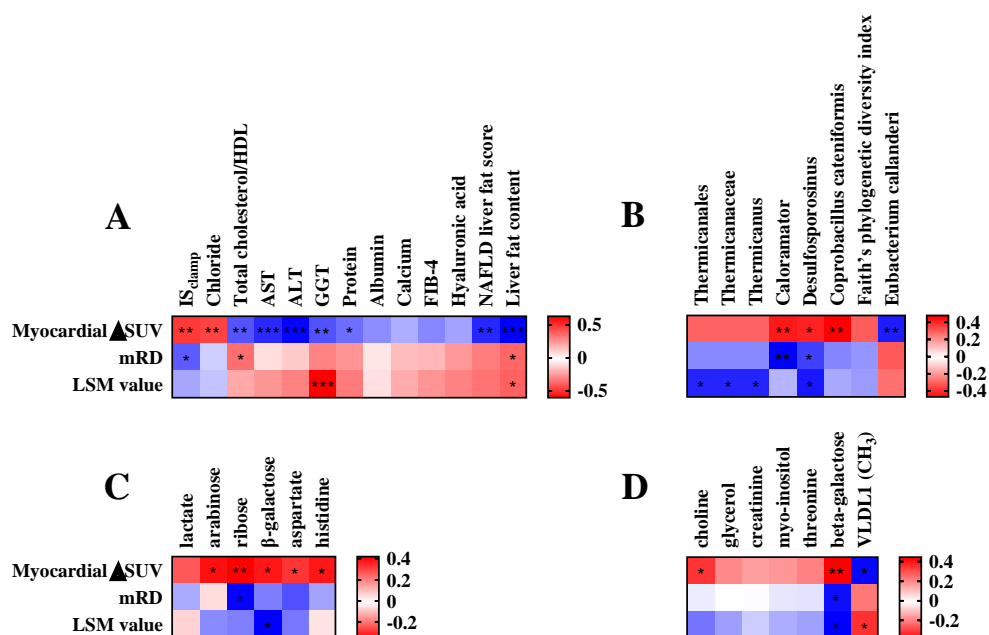 A
IS_clamp
Chloride
Total cholesterol/HDL
AST
ALT
GGT
Protein
Albumin
Calcium
FIB-4
Hyaluronic acid
NAFLD liver fat score
Liver fat content
Myocardial ▲SUV
** ** ** *** *** ** * ** ***
mRD
* * *
LSM value
*** *
0.5
0
-0.5
B
Thermicanales
Thermicanaceae
Thermicanus
Caloramator
Desulfosporosinus
Coprobacillus cateniformis
Faith's phylogenetic diversity index
Eubacterium callanderi
** * ** **
** *
* * * *
0.4
0.2
0
-0.2
-0.4
C
lactate
arabinose
ribose
β-galactose
aspartate
histidine
Myocardial ▲SUV
* ** * * *
mRD
*
LSM value
*
0.4
0.2
0
-0.2
D
choline
glycerol
creatinine
myo-inositol
threonine
beta-galactose
VLDL1 (CH3)
* ** *
*
* *
0.4
0.2
0
-0.2